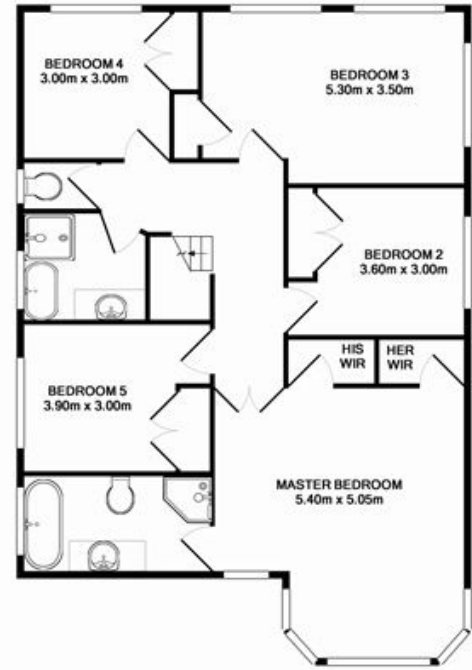 BEDROOM 4
3.00m x 3.00m
BEDROOM 3
5.30m x 3.50m
BEDROOM 2
3.60m x 3.00m
HIS
WIR
HER
WIR
BEDROOM 5
3.90m x 3.00m
MASTER BEDROOM
5.40m x 5.05m